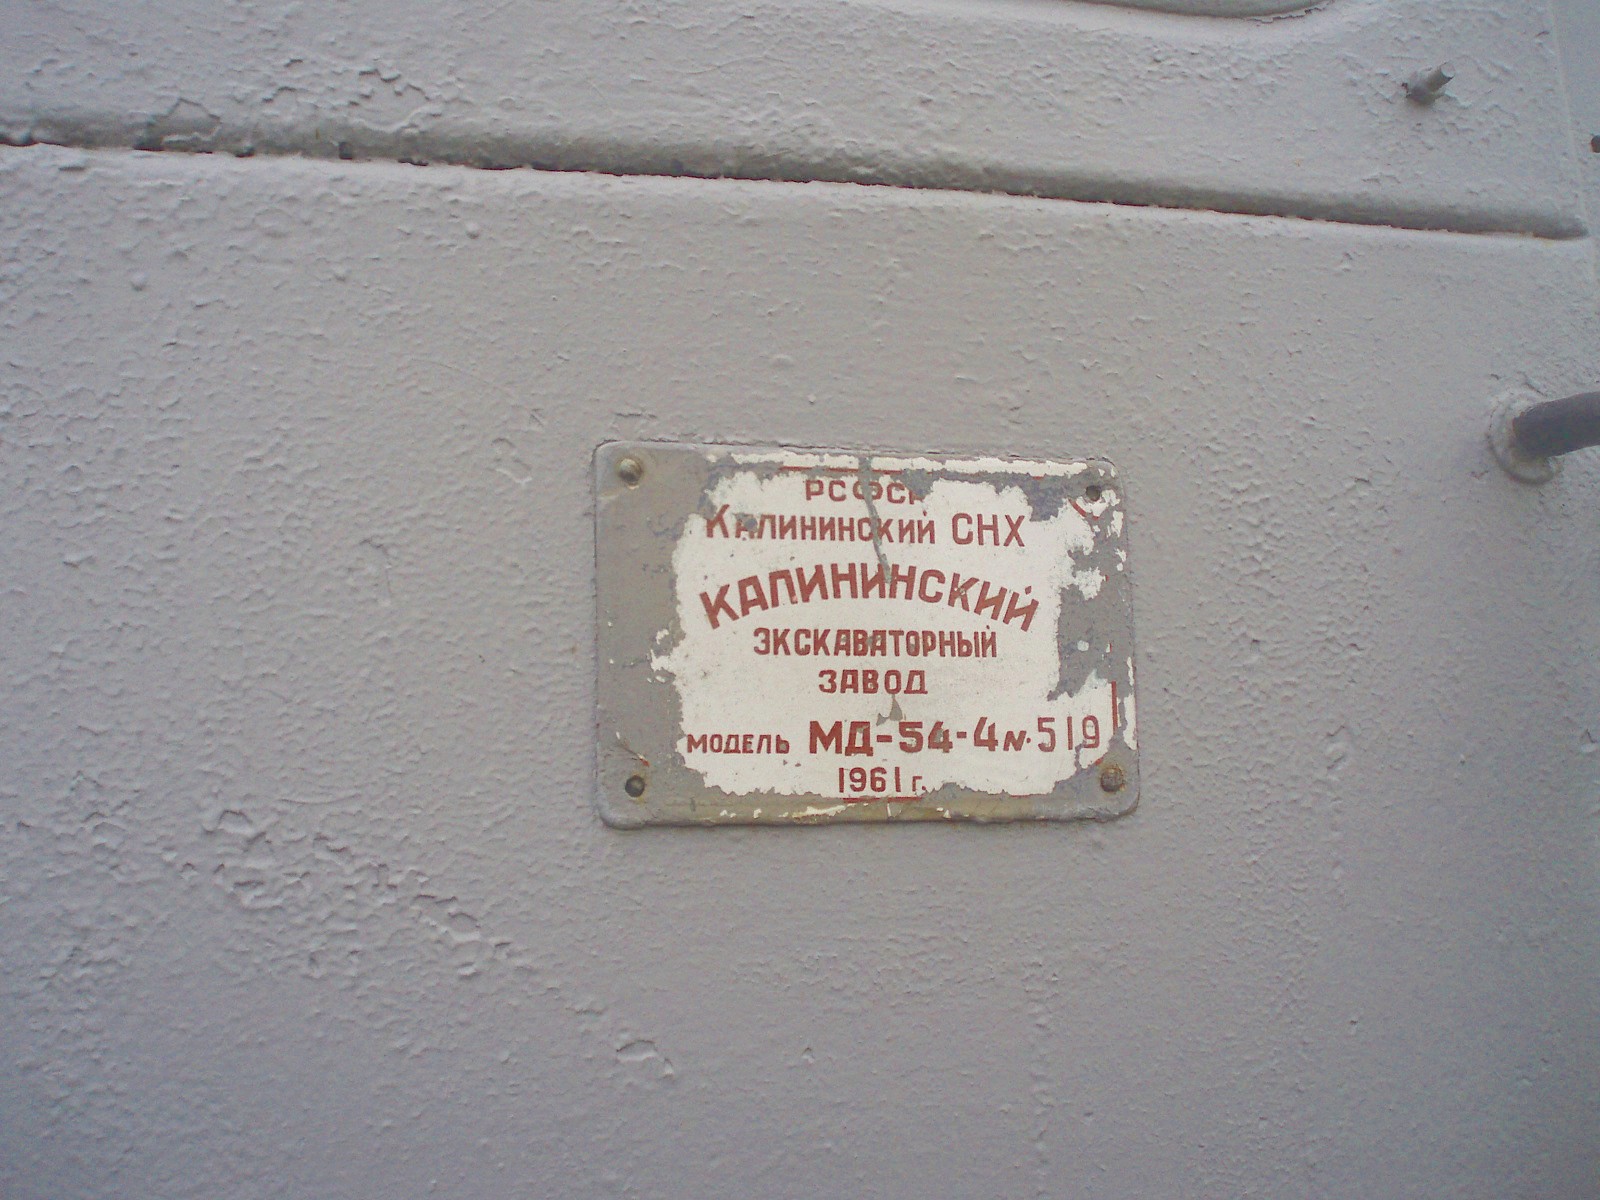 РСФСР
Калининский СНХ
КАЛИНИНСКИЙ
ЭКСКАВАТОРНЫЙ
ЗАВОД
МОДЕЛЬ МД-54-4 N. 519
1961 г.